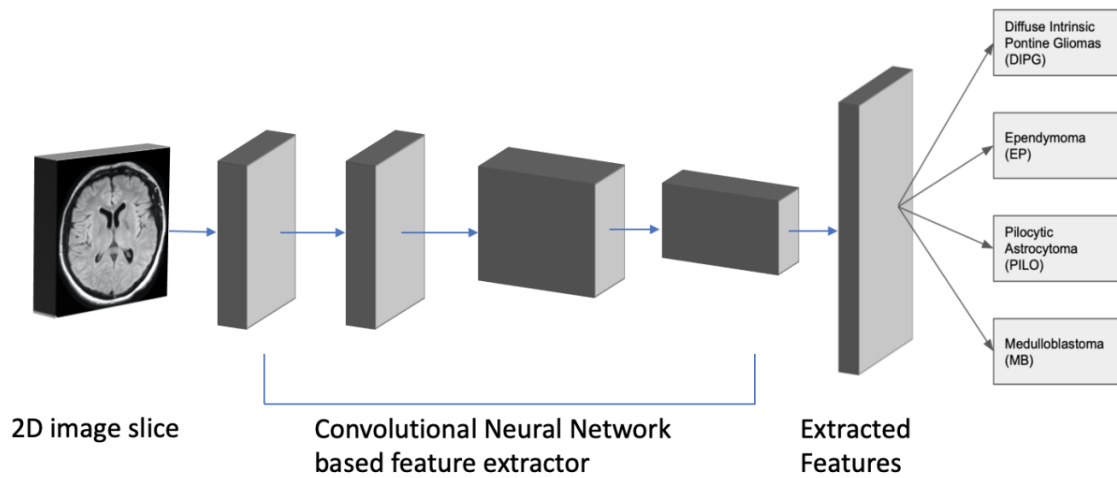 Diffuse Intrinsic
Pontine Gliomas
(DIPG)
Ependymoma
(EP)
Pilocytic
Astrocytoma
(PILO)
Medulloblastoma
(MB)
2D image slice
Convolutional Neural Network
based feature extractor
Extracted
Features